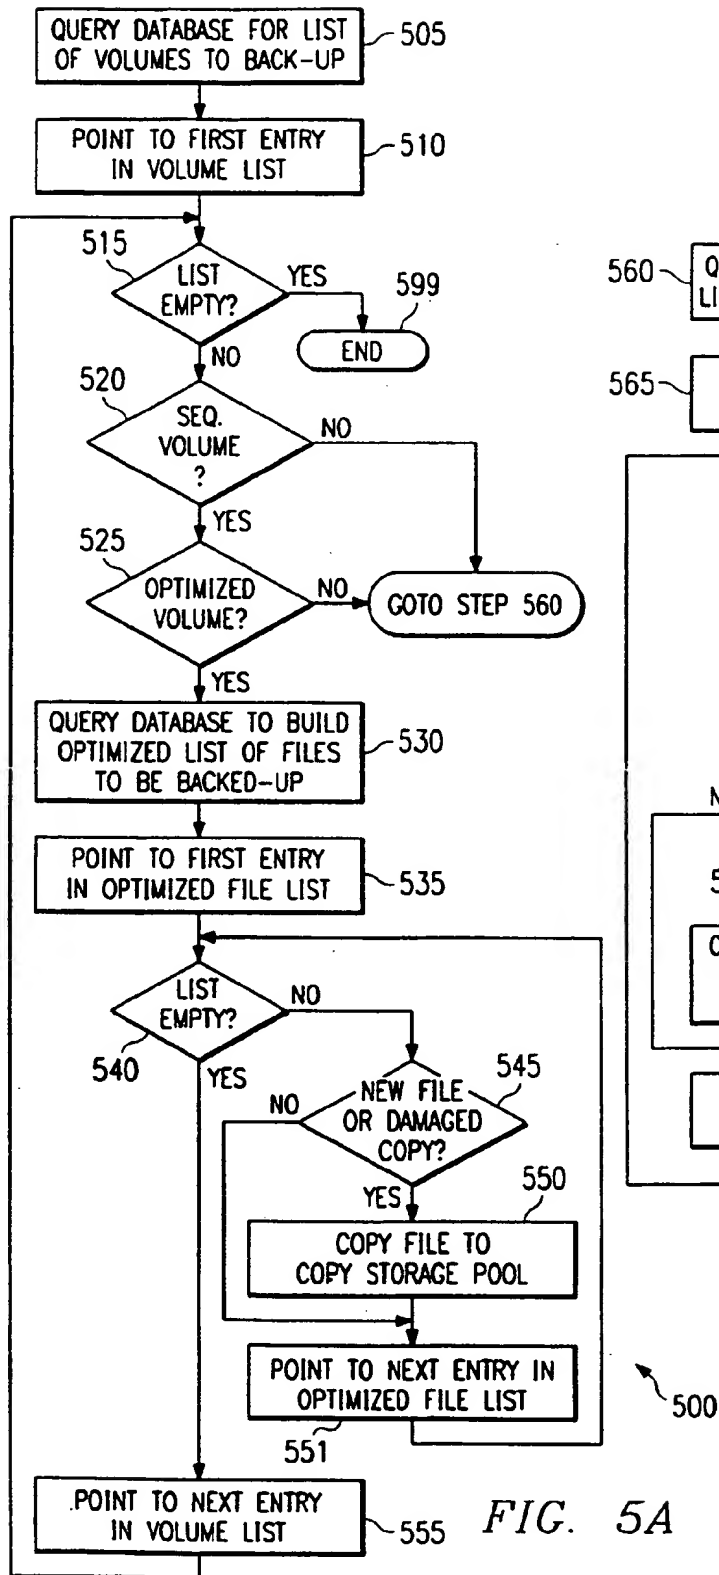 QUERY DATABASE FOR LIST
OF VOLUMES TO BACK-UP
505
POINT TO FIRST ENTRY
IN VOLUME LIST
510
515
LIST
EMPTY?
YES
599
END
NO
520
SEQ.
VOLUME
?
NO
YES
525
OPTIMIZED
VOLUME?
NO
GOTO STEP 560
YES
QUERY DATABASE TO BUILD
OPTIMIZED LIST OF FILES
TO BE BACKED-UP
530
POINT TO FIRST ENTRY
IN OPTIMIZED FILE LIST
535
LIST
EMPTY?
NO
540
YES
545
NEW FILE
OR DAMAGED
COPY?
NO
YES
550
COPY FILE TO
COPY STORAGE POOL
POINT TO NEXT ENTRY IN
OPTIMIZED FILE LIST
551
500
POINT TO NEXT ENTRY
IN VOLUME LIST
555
FIG. 5A
560
Q
LI
565
N
5
C